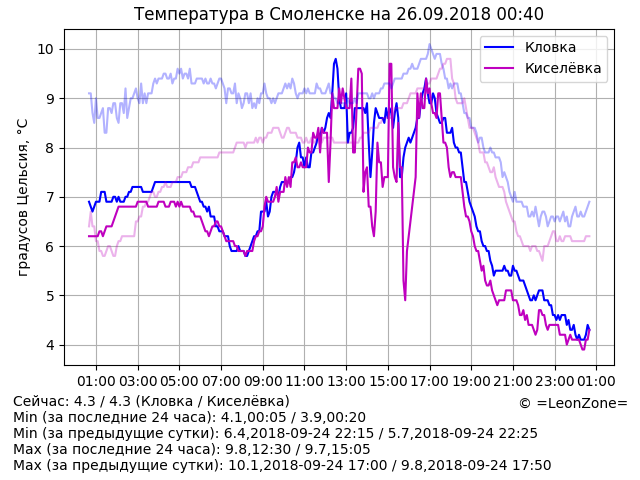 Температура в Смоленске на 26.09.2018 00:40
градусов Цельсия, °C
10
9
8
7
6
5
4
Кловка
Киселёвка
01:00 03:00 05:00 07:00 09:00 11:00 13:00 15:00 17:00 19:00 21:00 23:00 01:00
Сейчас: 4.3 / 4.3 (Кловка / Киселёвка)
© =LeonZone=
Min (за последние 24 часа): 4.1,00:05 / 3.9,00:20
Min (за предыдущие сутки): 6.4,2018-09-24 22:15 / 5.7,2018-09-24 22:25
Max (за последние 24 часа): 9.8,12:30 / 9.7,15:05
Max (за предыдущие сутки): 10.1,2018-09-24 17:00 / 9.8,2018-09-24 17:50